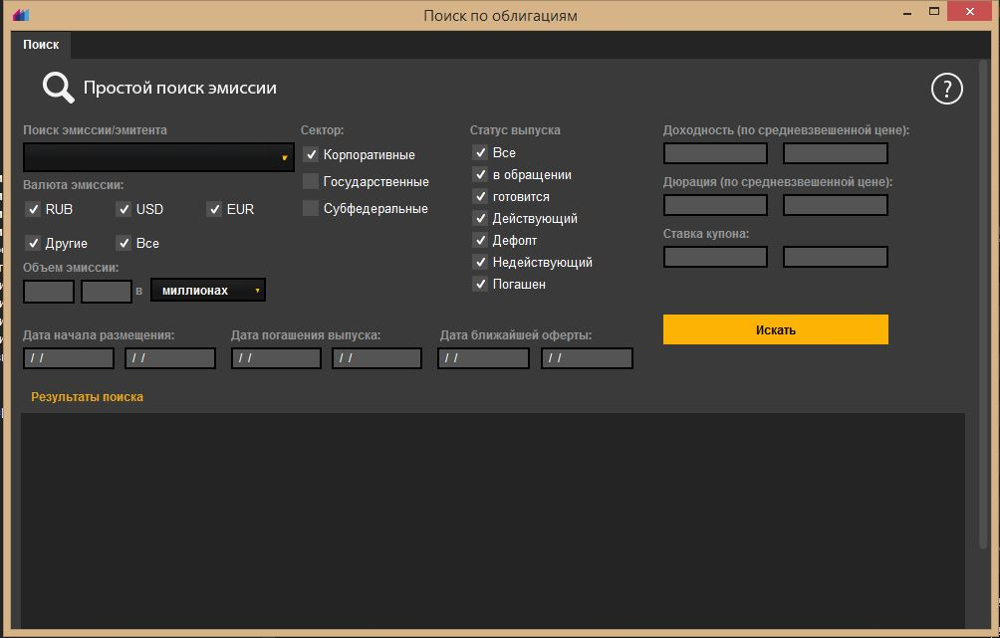 Поиск по облигациям
Поиск
Простой поиск эмиссии
?
Поиск эмиссии/эмитента
Сектор:
Статус выпуска
Доходность (по средневзвешенной цене):
Корпоративные
Все
Валюта эмиссии:
Государственные
в обращении
Дюрация (по средневзвешенной цене):
RUB USD EUR
Субфедеральные
готовится
Действующий
Ставка купона:
Другие Все
Дефолт
Объем эмиссии:
Недействующий
в миллионах
Погашен
Дата начала размещения:
Дата погашения выпуска:
Дата ближайшей оферты:
Искать
/ / / / / / / / / / / /
Результаты поиска